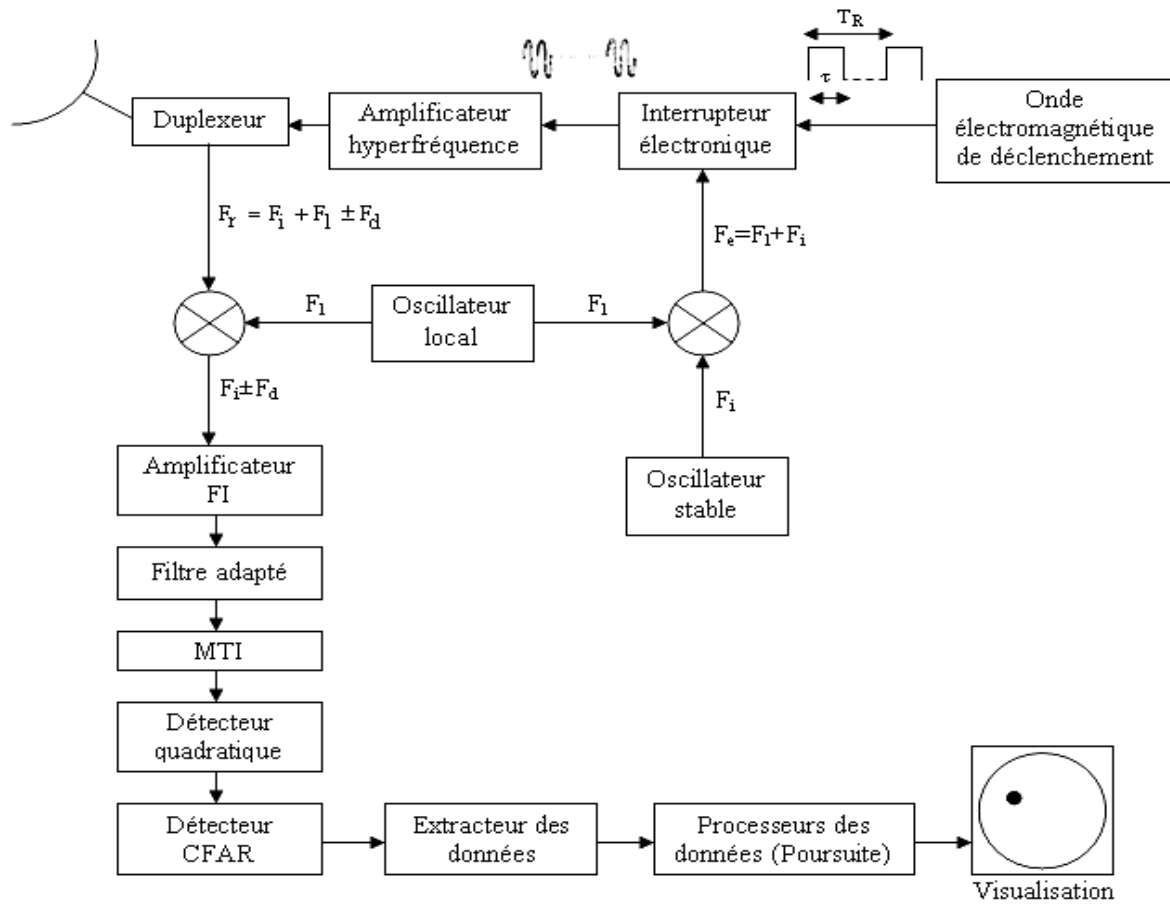 T_R
τ
Duplexeur
Amplificateur
hyperfréquence
Interrupteur
électronique
Onde
électromagnétique
de déclenchement
F_r = F_i + F_l ± F_d
F_e=F_l+F_i
F_l
Oscillateur
local
F_l
F_i±F_d
F_i
Amplificateur
FI
Oscillateur
stable
Filtre adapté
MTI
Détecteur
quadratique
Détecteur
CFAR
Extracteur des
données
Processeurs des
données (Poursuite)
Visualisation